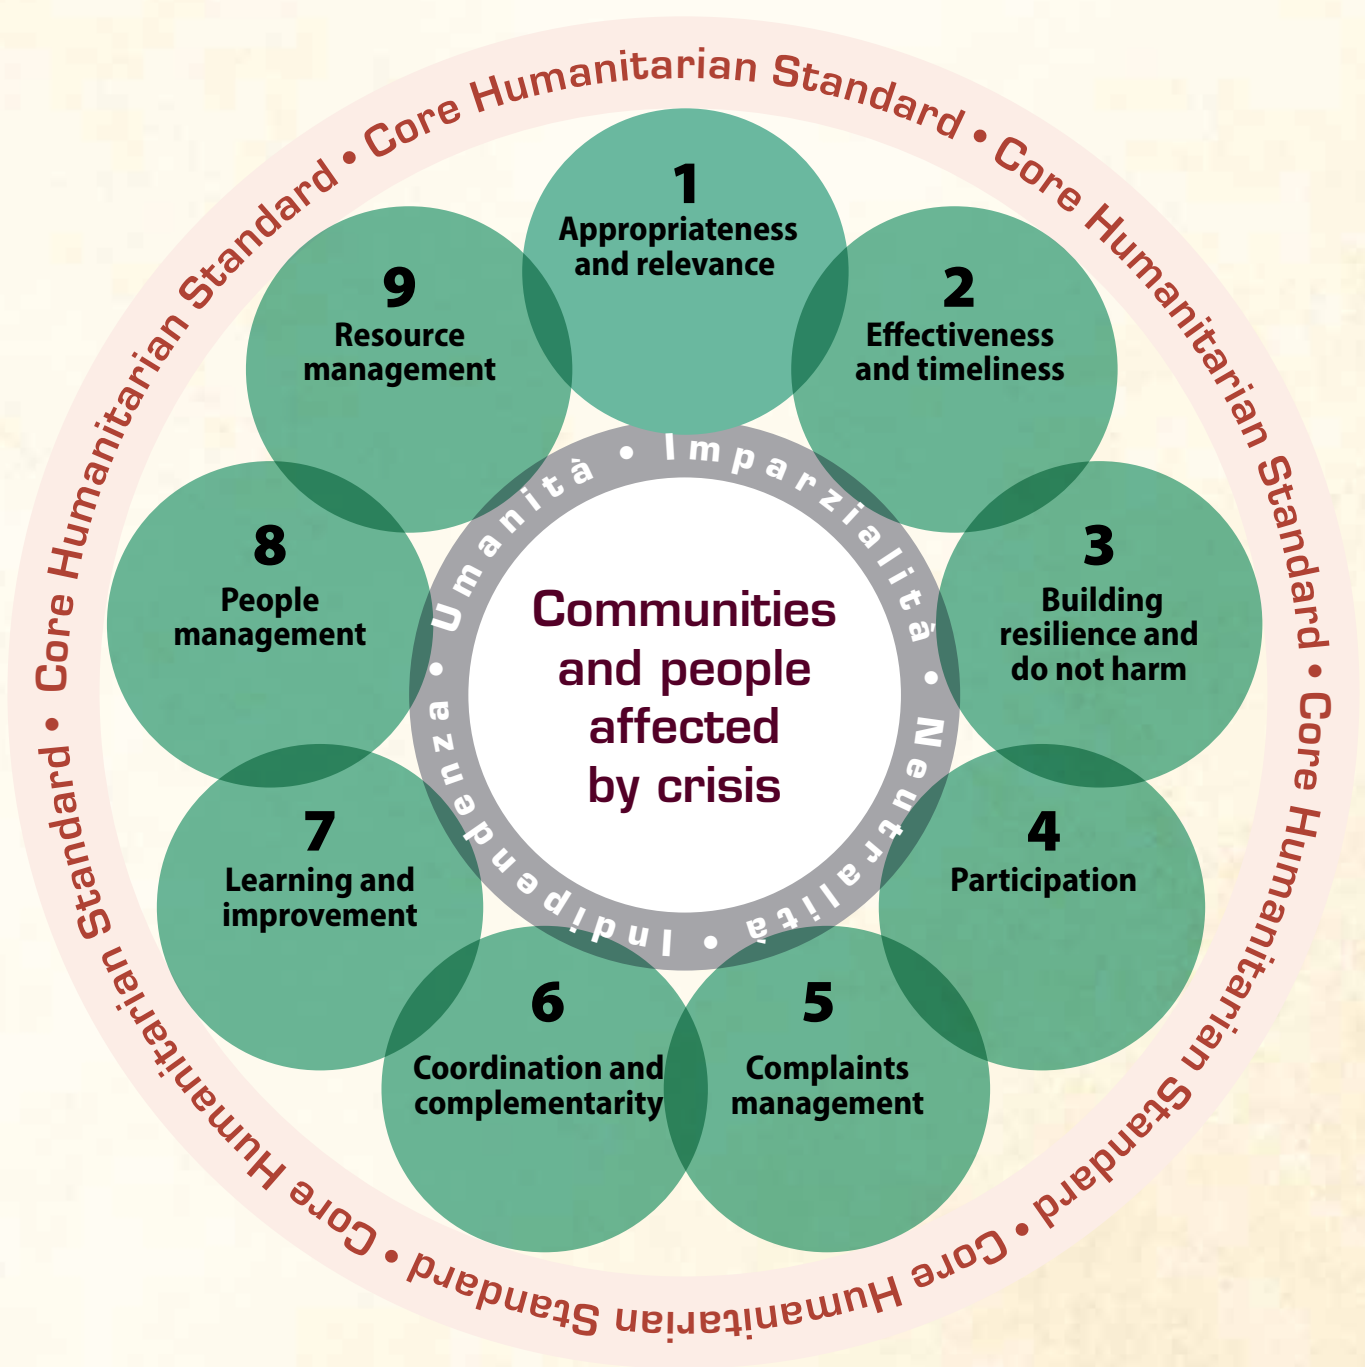 Core Humanitarian Standard • Core Humanitarian Standard • Core Humanitarian Standard • Core Humanitarian Standard • Core Humanitarian Standard • Core Humanitarian Standard •
1
Appropriateness
and relevance
2
Effectiveness
and timeliness
3
Building
resilience and
do not harm
4
Participation
5
Complaints
management
6
Coordination and
complementarity
7
Learning and
improvement
8
People
management
9
Resource
management
Umanità • Imparzialità • Neutralità • Indipendenza •
Communities
and people
affected
by crisis